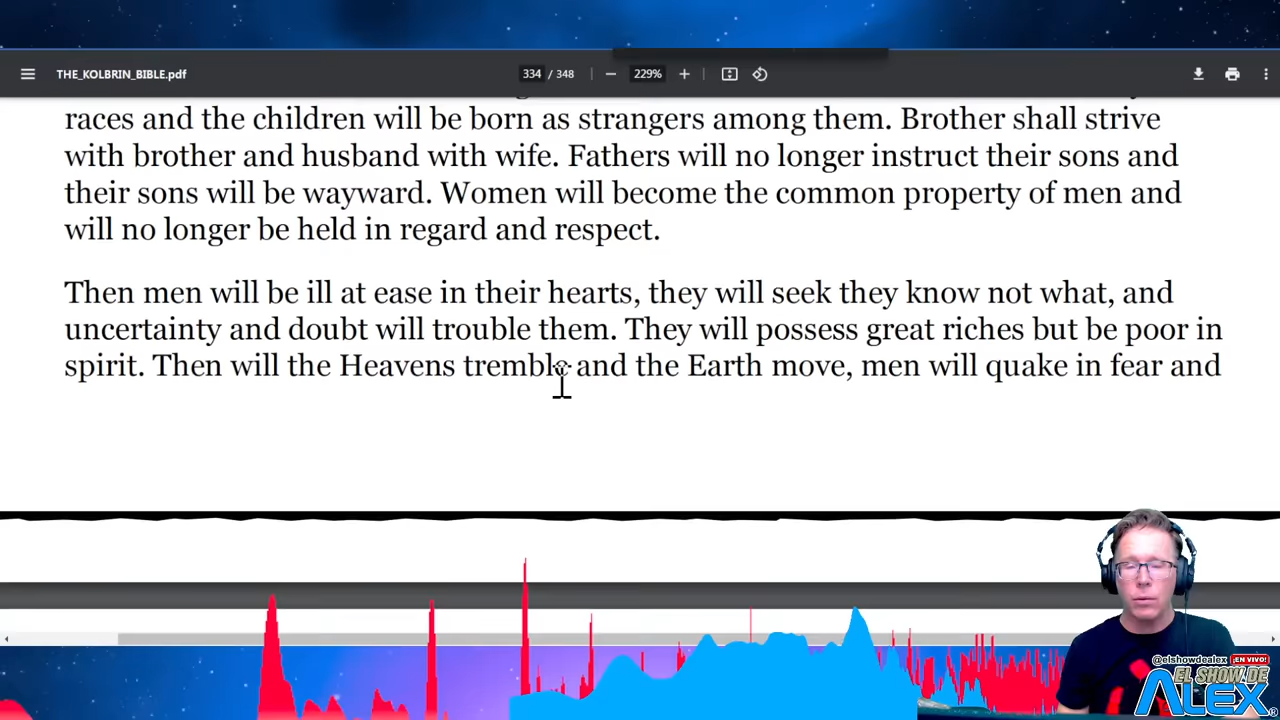 THE_KOLBRIN_BIBLE.pdf
334 / 348
229%
races and the children will be born as strangers among them. Brother shall strive
with brother and husband with wife. Fathers will no longer instruct their sons and
their sons will be wayward. Women will become the common property of men and
will no longer be held in regard and respect.
Then men will be ill at ease in their hearts, they will seek they know not what, and
uncertainty and doubt will trouble them. They will possess great riches but be poor in
spirit. Then will the Heavens tremble and the Earth move, men will quake in fear and
@elshowdealex ¡EN VIVO!
EL SHOW DE
ALEX